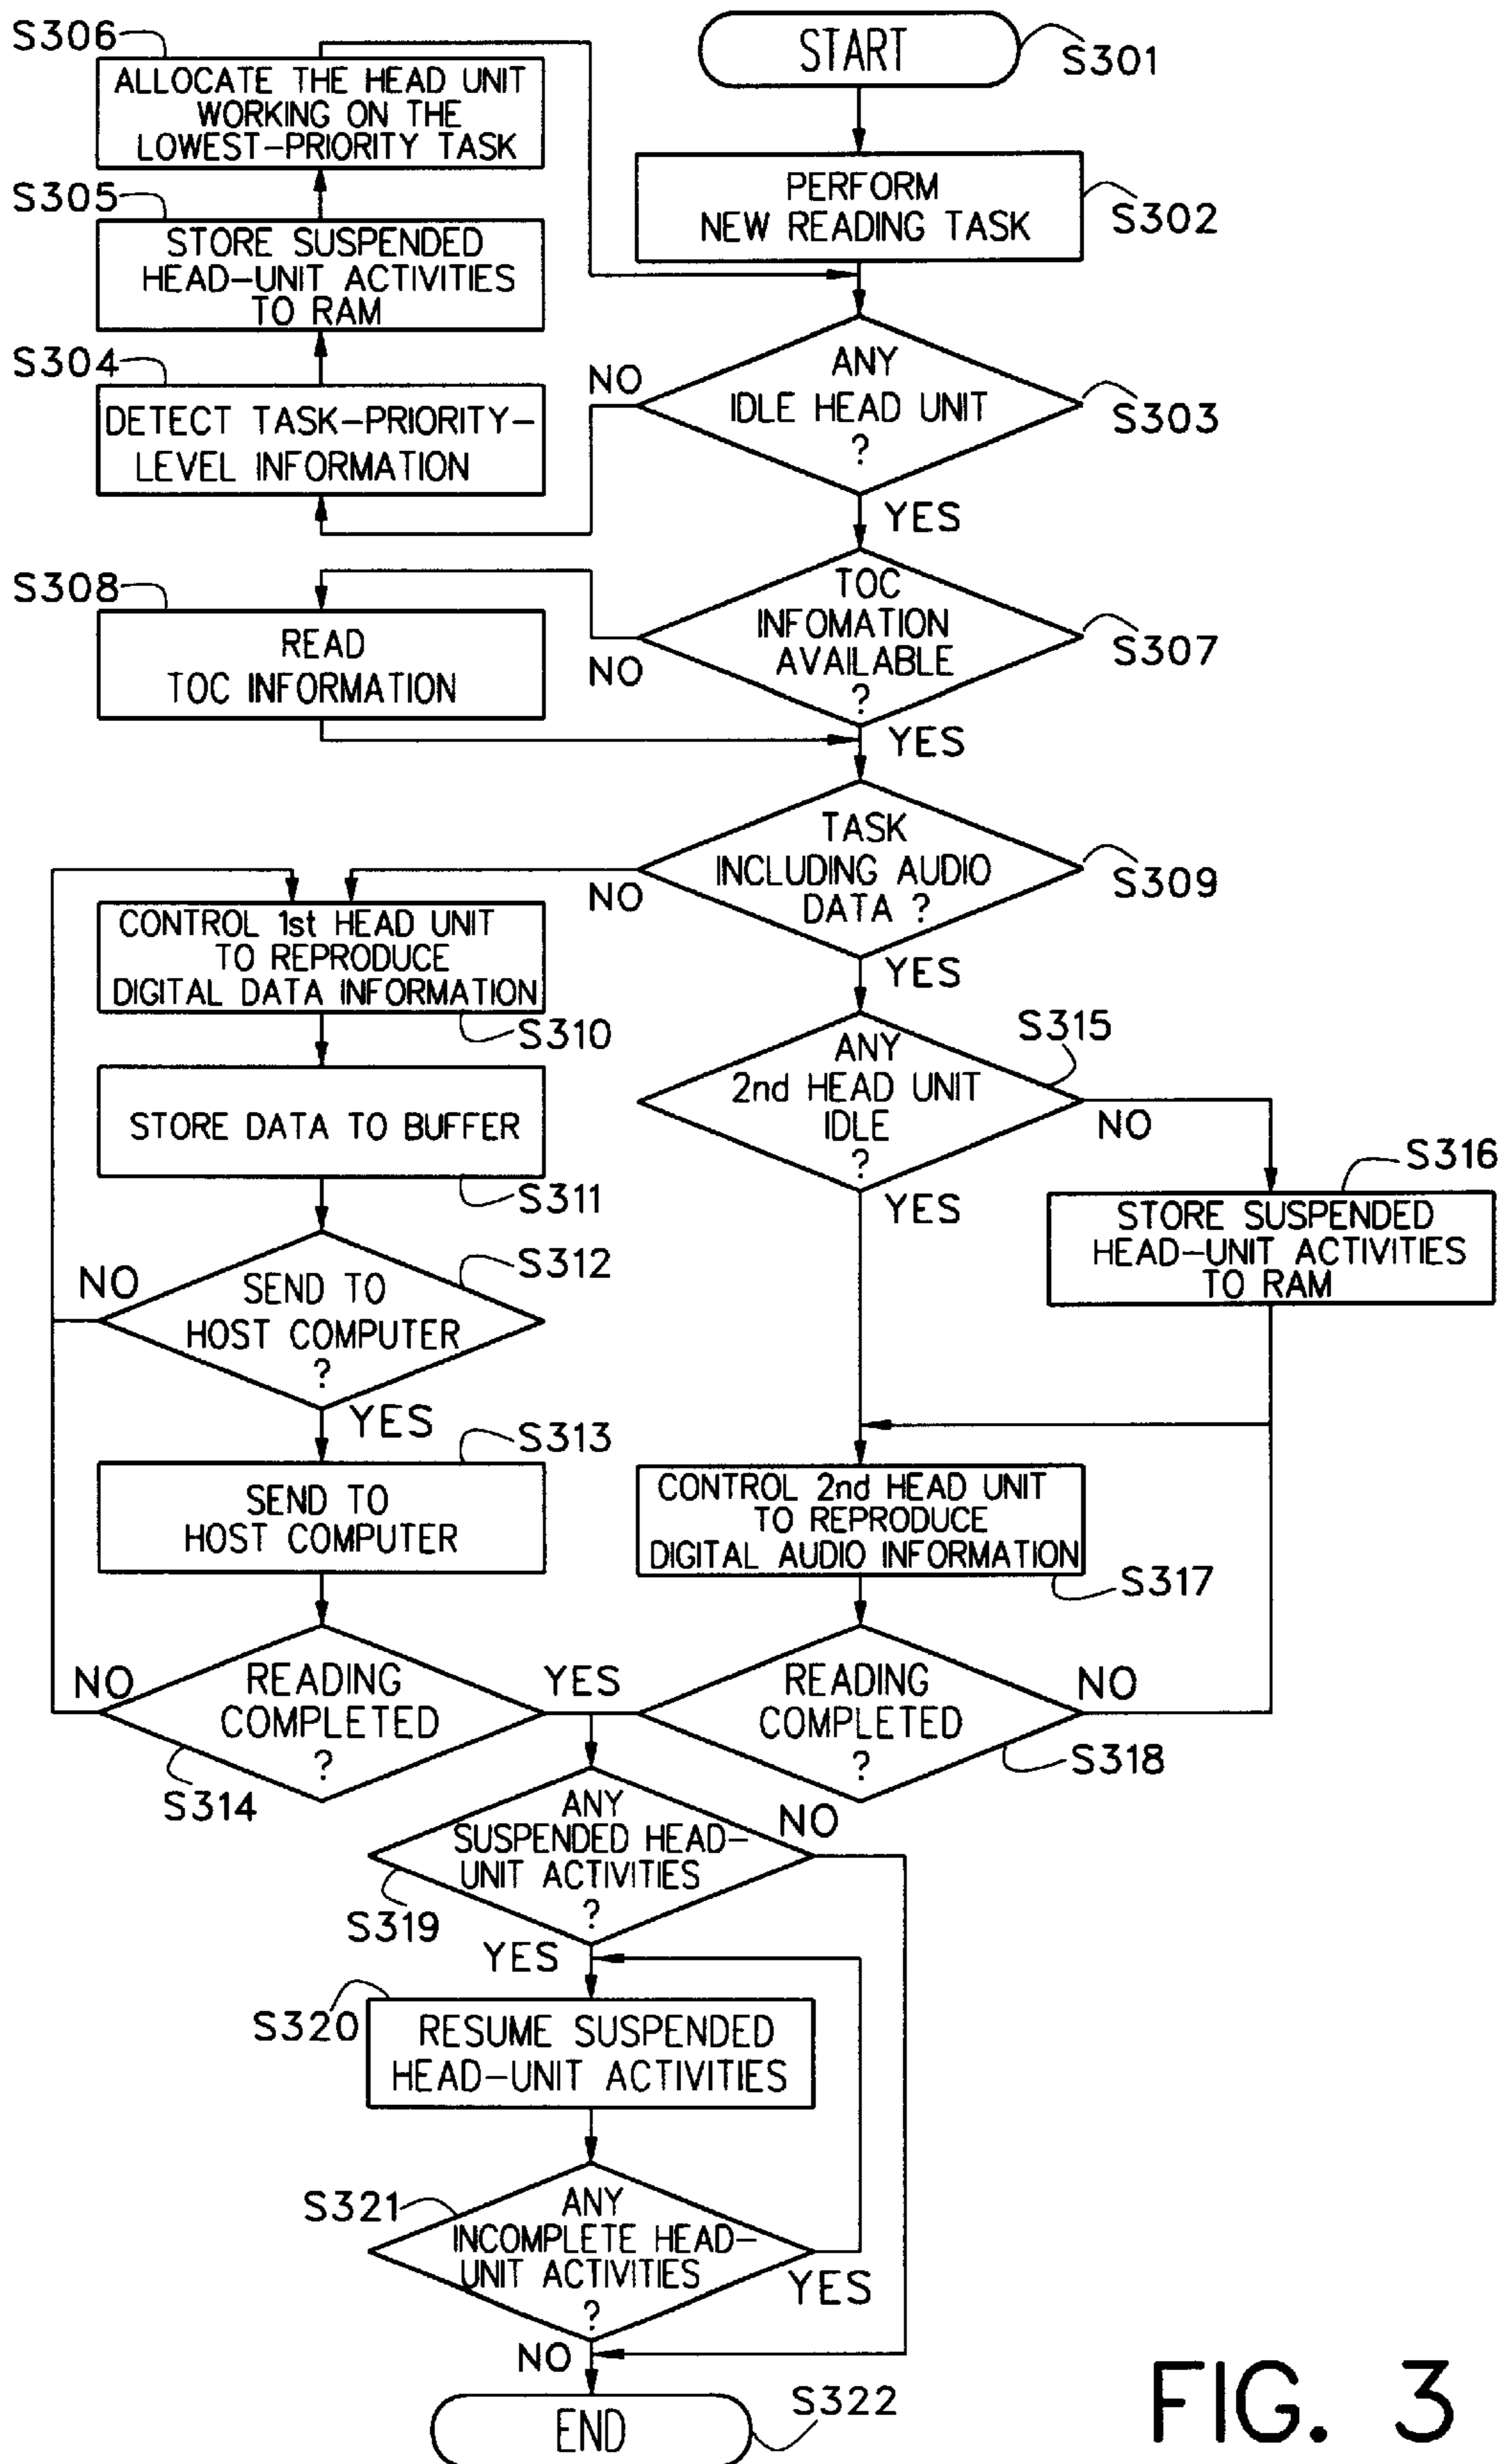 S306
ALLOCATE THE HEAD UNIT
WORKING ON THE
LOWEST-PRIORITY TASK
START
S301
S305
STORE SUSPENDED
HEAD-UNIT ACTIVITIES
TO RAM
PERFORM
NEW READING TASK
S302
S304
DETECT TASK-PRIORITY-
LEVEL INFORMATION
NO
ANY
IDLE HEAD UNIT
?
S303
YES
S308
READ
TOC INFORMATION
NO
TOC
INFOMATION
AVAILABLE
?
S307
YES
TASK
INCLUDING AUDIO
DATA ?
S309
NO
YES
CONTROL 1st HEAD UNIT
TO REPRODUCE
DIGITAL DATA INFORMATION
S310
STORE DATA TO BUFFER
S311
ANY
2nd HEAD UNIT
IDLE
?
S315
NO
YES
S316
STORE SUSPENDED
HEAD-UNIT ACTIVITIES
TO RAM
NO
SEND TO
HOST COMPUTER
?
S312
YES
S313
SEND TO
HOST COMPUTER
CONTROL 2nd HEAD UNIT
TO REPRODUCE
DIGITAL AUDIO INFORMATION
S317
NO
READING
COMPLETED
?
S314
YES
READING
COMPLETED
?
NO
S318
ANY
SUSPENDED HEAD-
UNIT ACTIVITIES
?
NO
S319
YES
S320
RESUME SUSPENDED
HEAD-UNIT ACTIVITIES
S321
ANY
INCOMPLETE HEAD-
UNIT ACTIVITIES
?
YES
NO
END
S322
FIG. 3